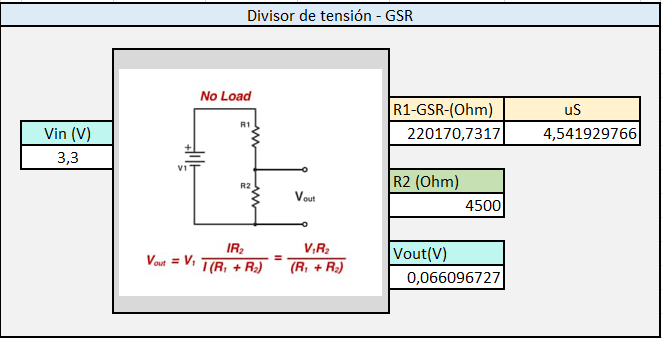 Divisor de tensión - GSR
No Load
R1
R1-GSR-(Ohm) uS
Vin (V)
220170,7317 4,541929766
3,3
+
V1
R2
Vout
R2 (Ohm)
4500
Vout = V₁ IR₂ / I (R₁ + R₂) = V₁R₂ / (R₁ + R₂)
Vout(V)
0,066096727